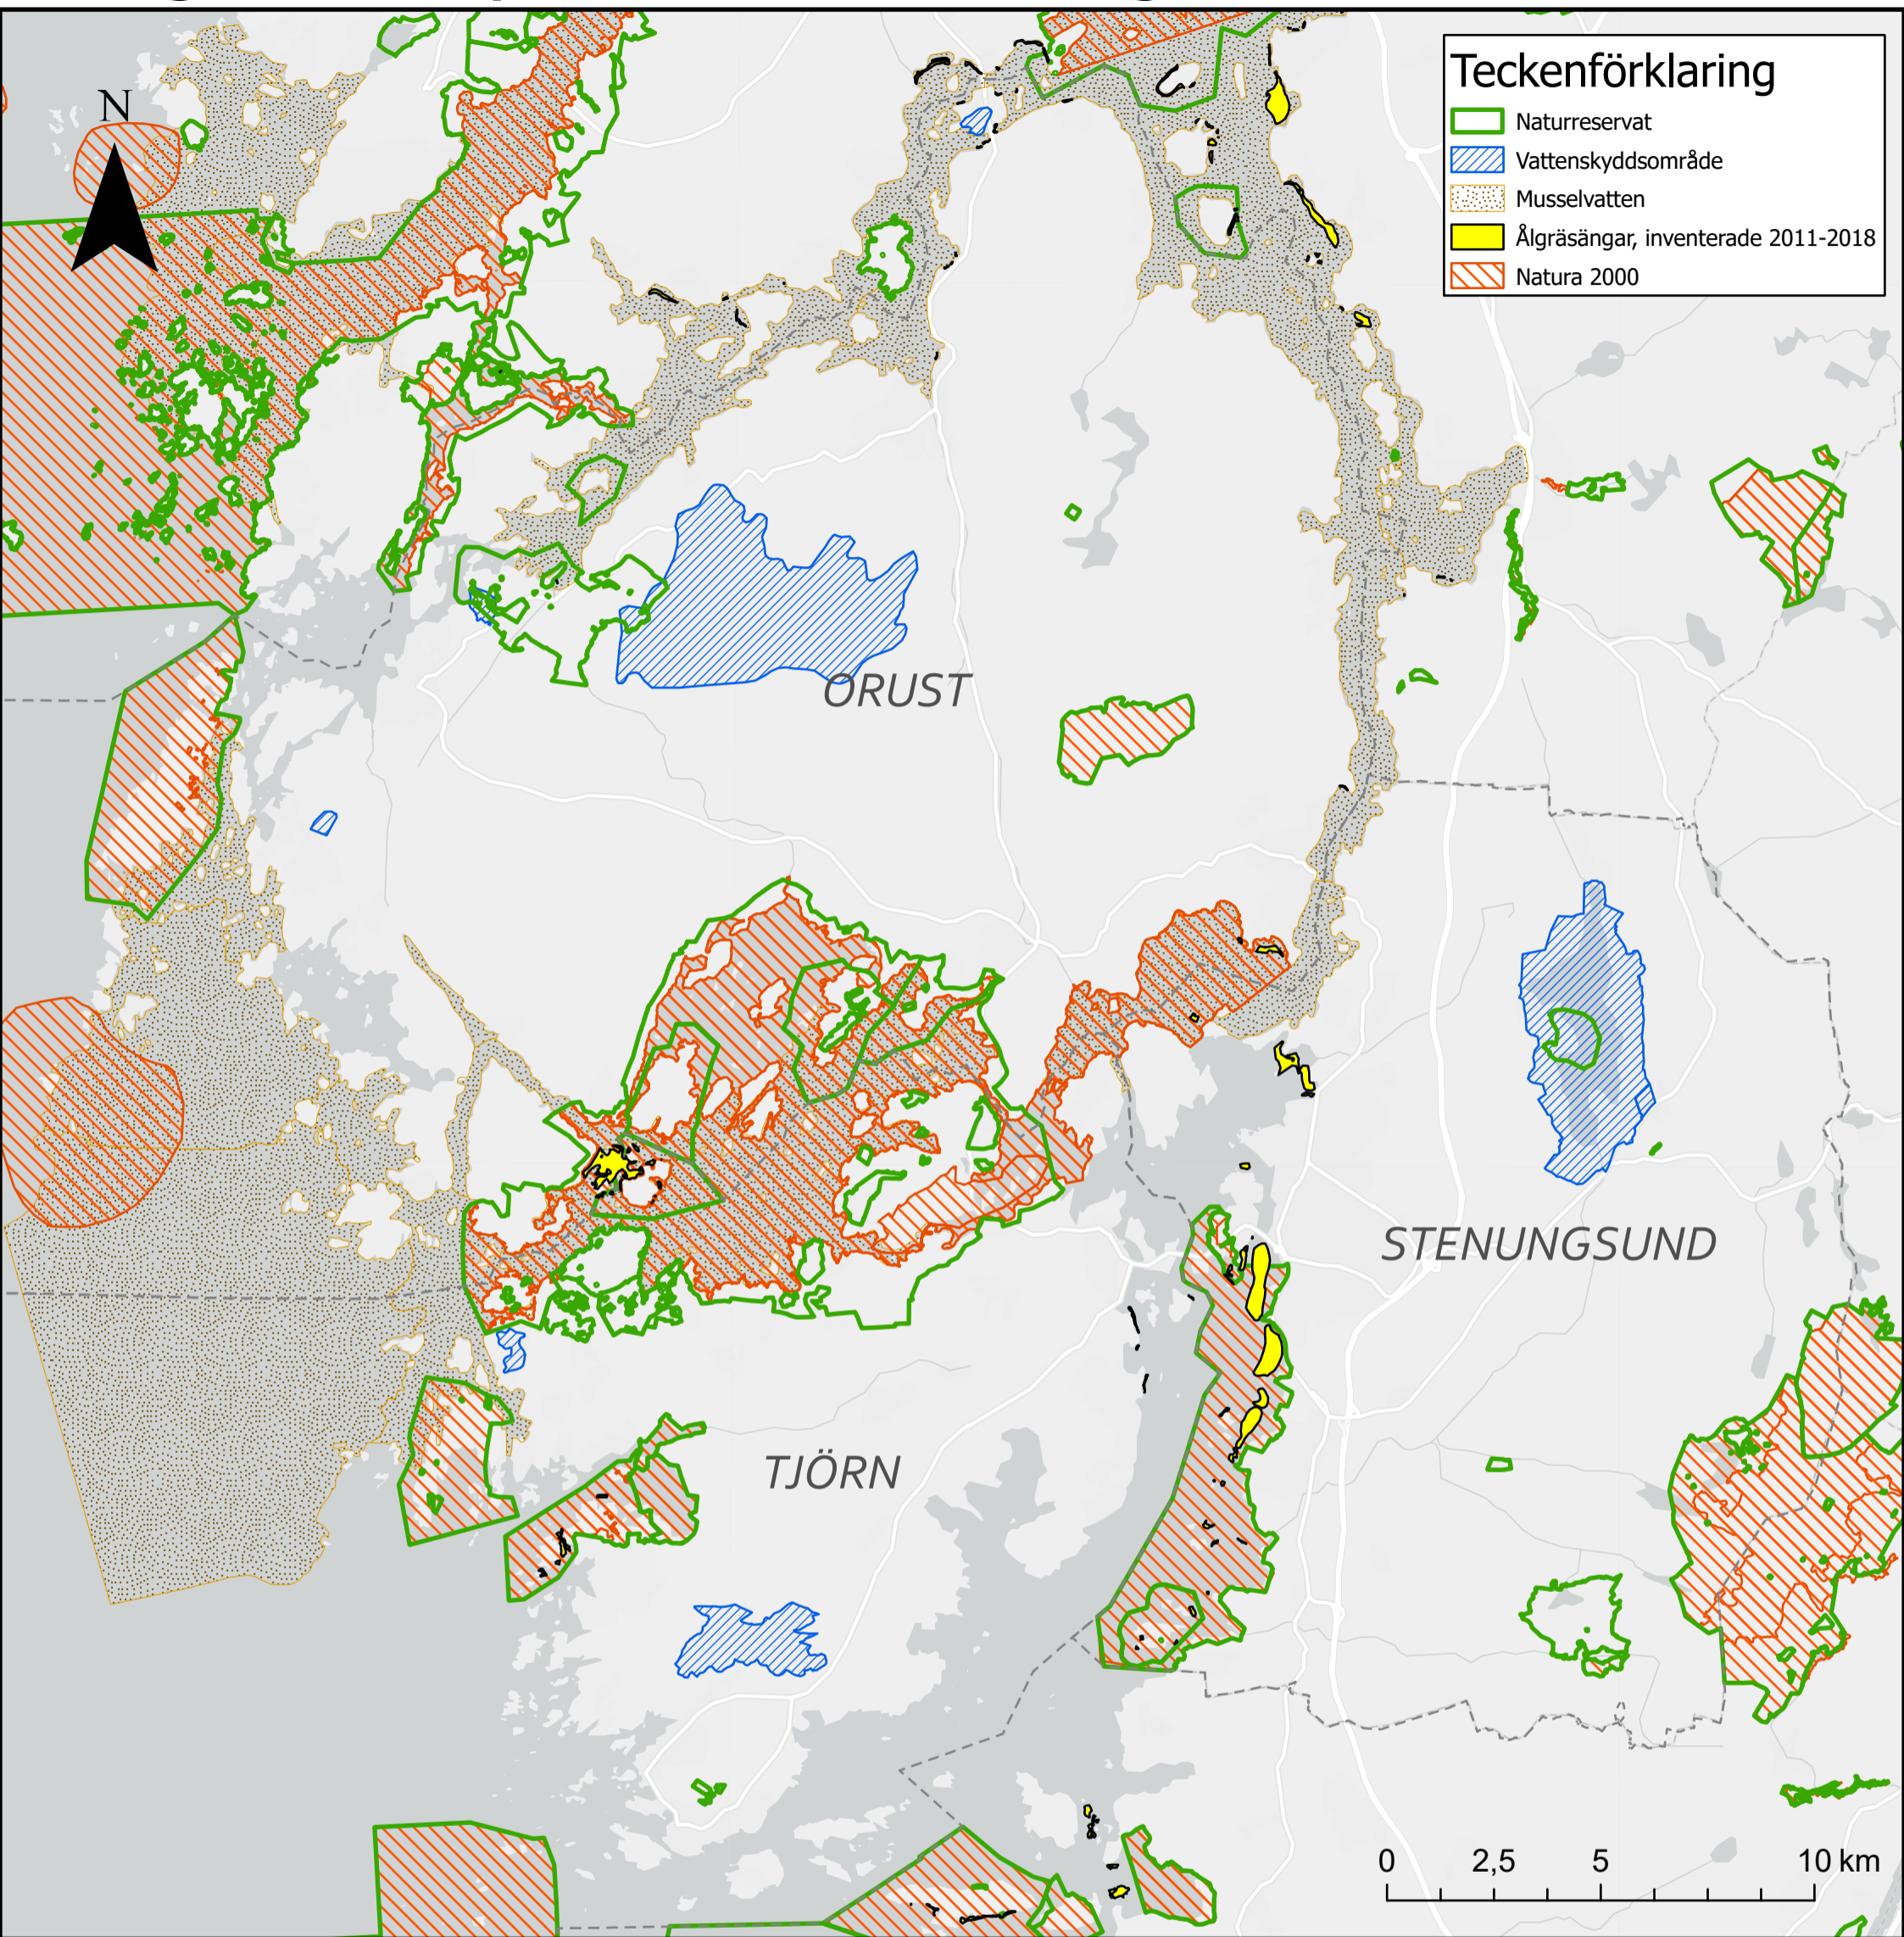 N
Teckenförklaring
Naturreservat
Vattenskyddsområde
Musselvatten
Ålgräsängar, inventerade 2011-2018
Natura 2000
ORUST
STENUNGSUND
TJÖRN
0 2,5 5 10 km